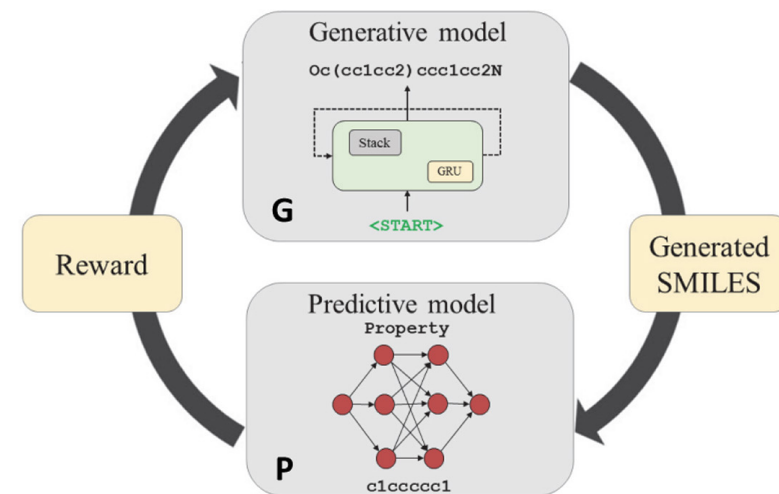 Generative model
Oc(cc1cc2)ccc1cc2N
Stack
GRU
G
<START>
Reward
Generated
SMILES
Predictive model
Property
P
c1ccccc1